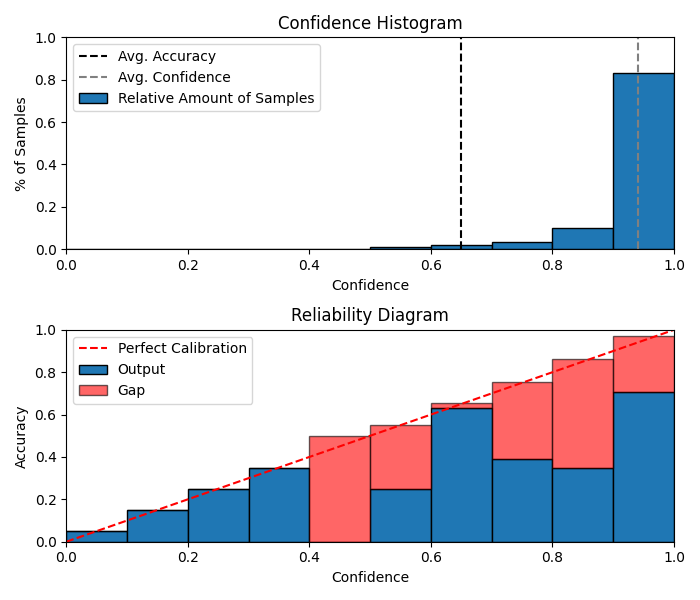 Confidence Histogram
1.0
0.8
0.6
0.4
0.2
0.0
% of Samples
Avg. Accuracy
Avg. Confidence
Relative Amount of Samples
0.0 0.2 0.4 0.6 0.8 1.0
Confidence
Reliability Diagram
1.0
0.8
0.6
0.4
0.2
0.0
Accuracy
Perfect Calibration
Output
Gap
0.0 0.2 0.4 0.6 0.8 1.0
Confidence